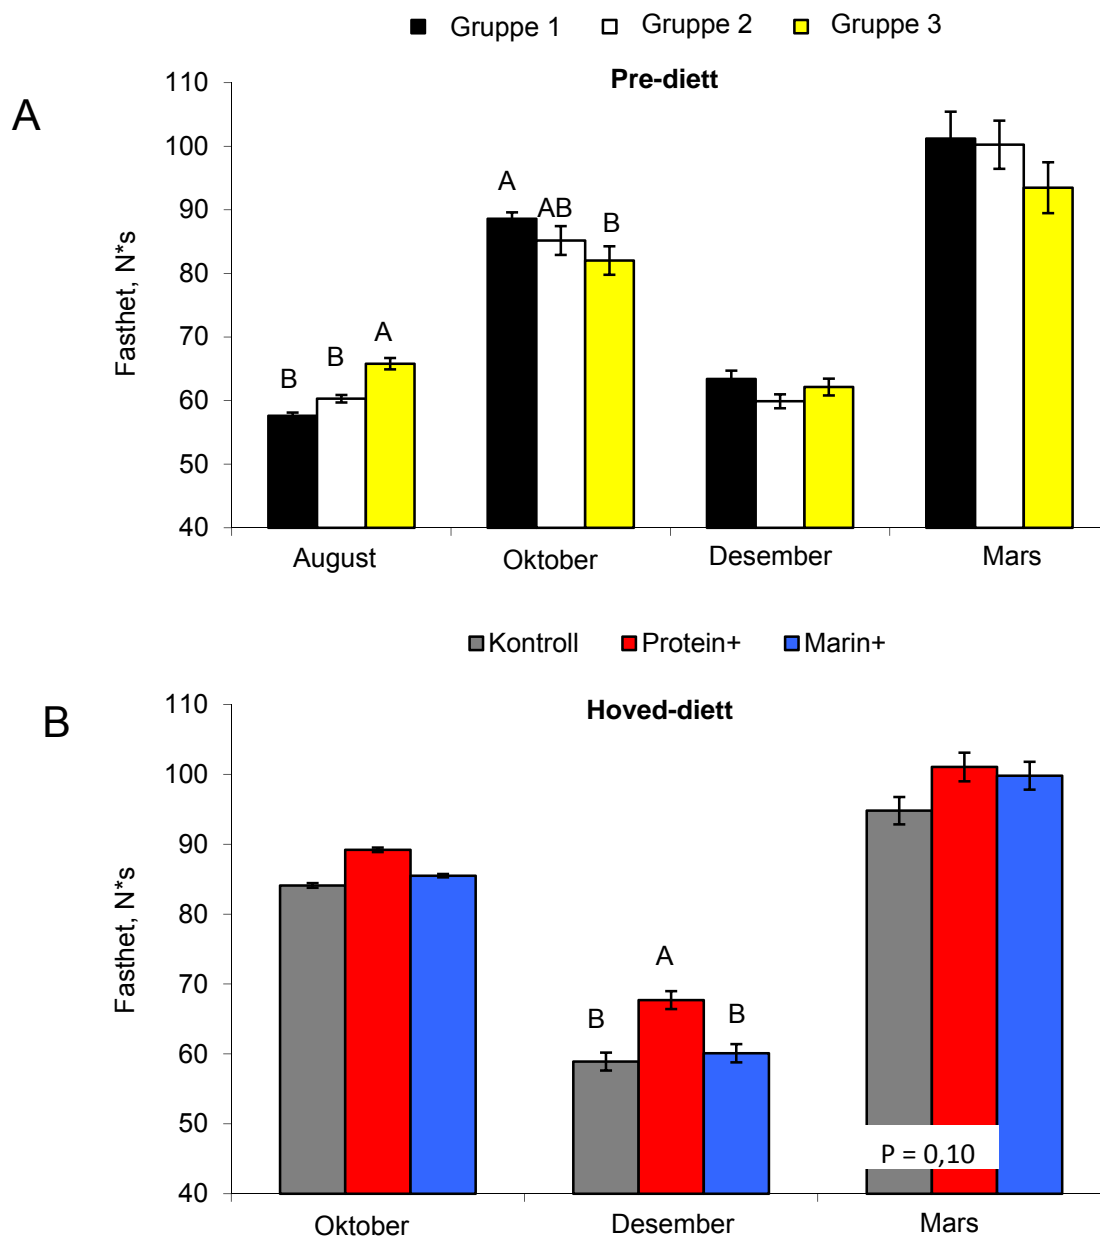 Gruppe 1 Gruppe 2 Gruppe 3
Pre-diett
A
110
100
90
80
70
60
50
40
Fasthet, N*s
B B A
A AB B
August Oktober Desember Mars
Kontroll Protein+ Marin+
Hoved-diett
B
110
100
90
80
70
60
50
40
Fasthet, N*s
B A B
P = 0,10
Oktober Desember Mars